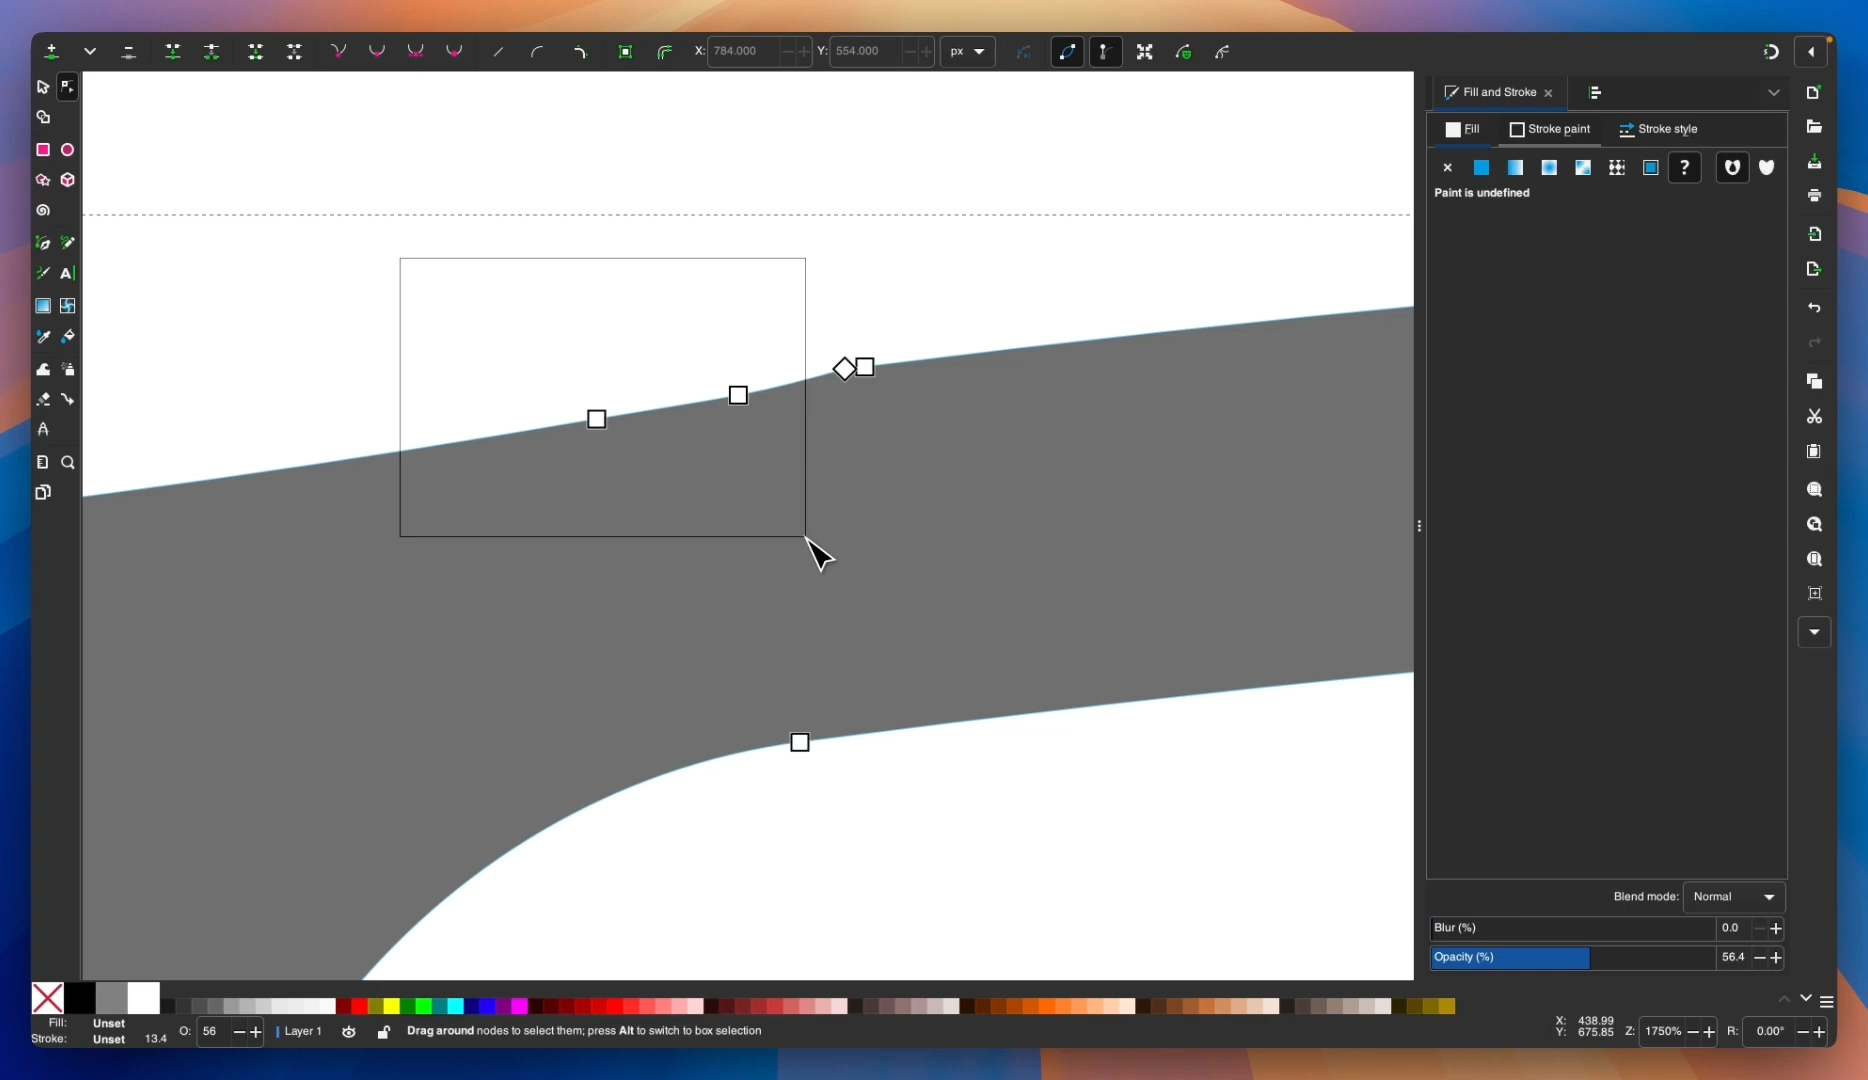 X: 784.000
Y: 554.000
px
Fill and Stroke
Fill
Stroke paint
Stroke style
?
Paint is undefined
A
Blend mode: Normal
Blur (%) 0.0
Opacity (%) 56.4
Fill: Unset
Stroke: Unset 13.4
O: 56
Layer 1
Drag around nodes to select them; press Alt to switch to box selection
X: 438.99
Y: 675.85
Z: 1750%
R: 0.00°